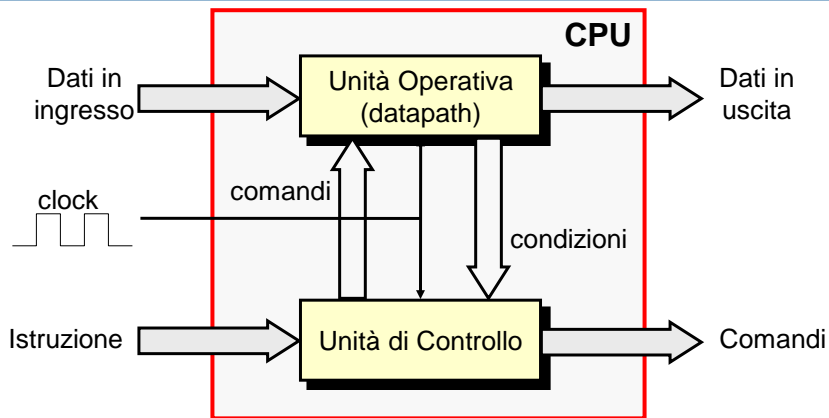 CPU
Dati in
ingresso
Unità Operativa
(datapath)
Dati in
uscita
comandi
clock
condizioni
Istruzione
Unità di Controllo
Comandi